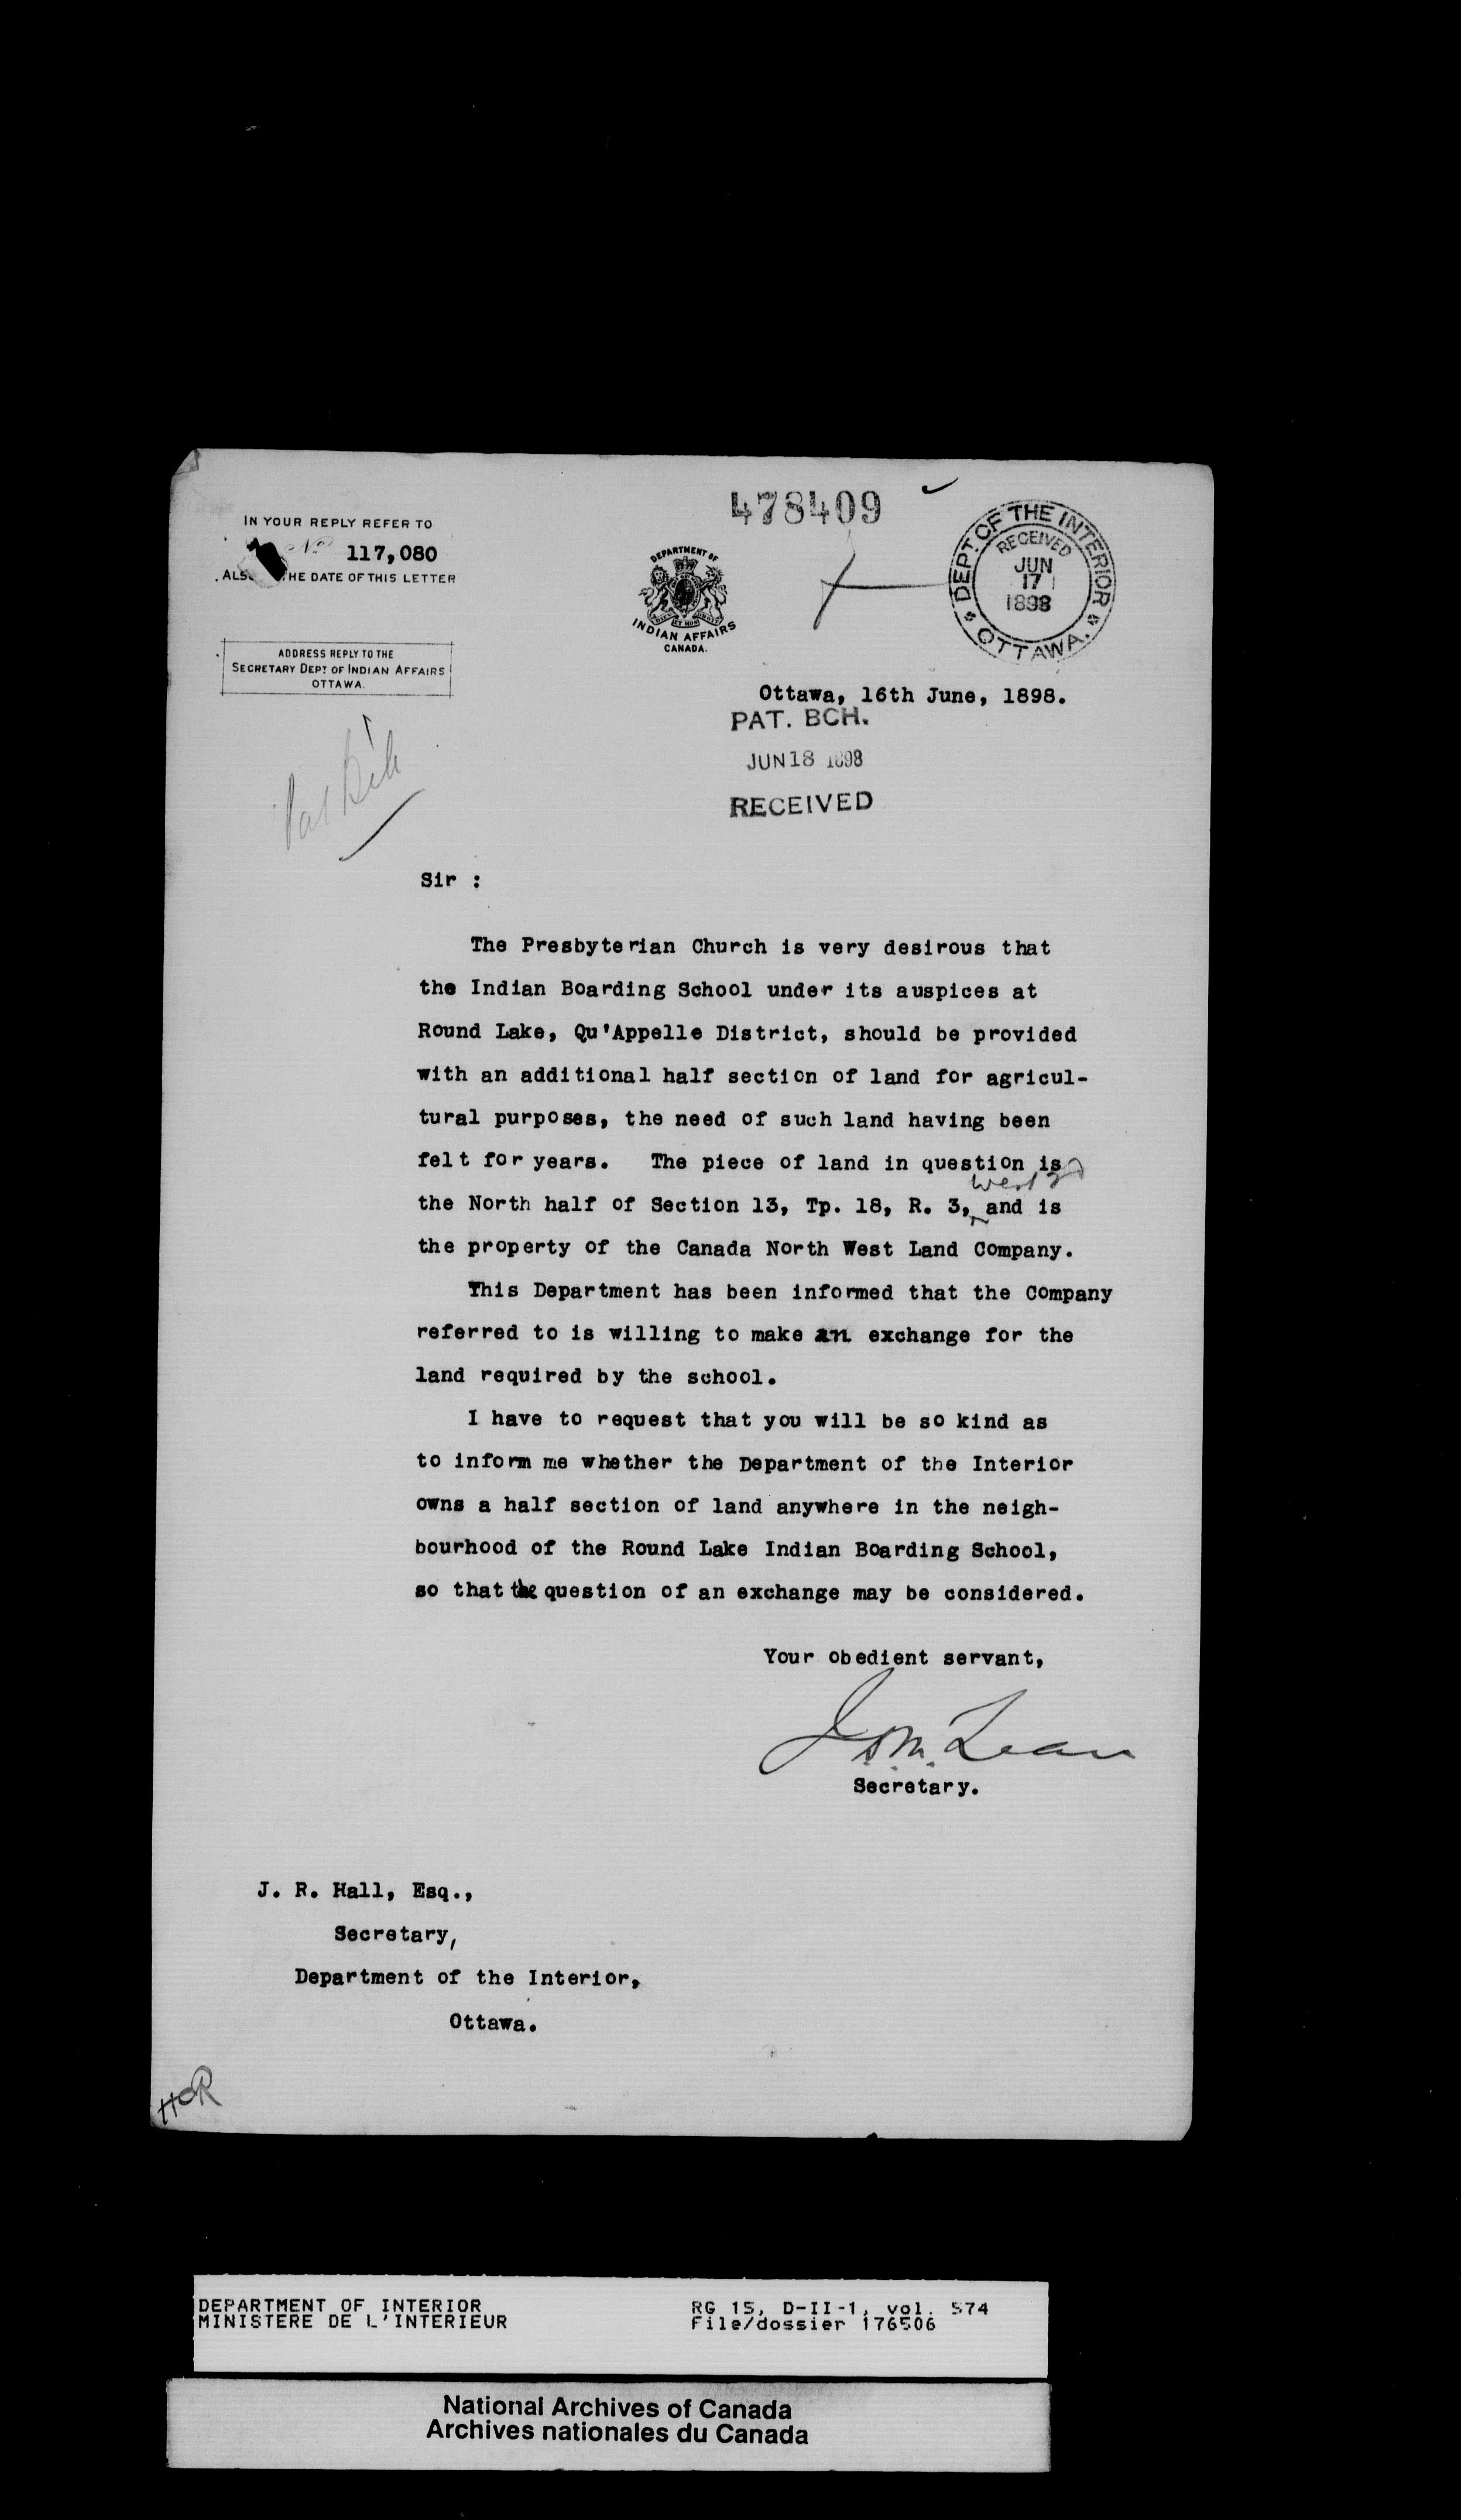 478409
IN YOUR REPLY REFER TO
No 117,080
ALSO THE DATE OF THIS LETTER
DEPARTMENT OF
INDIAN AFFAIRS
CANADA.
DEPT. OF THE INTERIOR
RECEIVED
JUN
17
1898
OTTAWA.
ADDRESS REPLY TO THE
SECRETARY DEPT OF INDIAN AFFAIRS
OTTAWA.
Ottawa, 16th June, 1898.
PAT. BCH.
JUN 18 1898
RECEIVED
Sir :
The Presbyterian Church is very desirous that
the Indian Boarding School under its auspices at
Round Lake, Qu'Appelle District, should be provided
with an additional half section of land for agricul-
tural purposes, the need of such land having been
felt for years. The piece of land in question is
West 2d
the North half of Section 13, Tp. 18, R. 3, and is
the property of the Canada North West Land Company.
This Department has been informed that the Company
referred to is willing to make an exchange for the
land required by the school.
I have to request that you will be so kind as
to inform me whether the Department of the Interior
owns a half section of land anywhere in the neigh-
bourhood of the Round Lake Indian Boarding School,
so that the question of an exchange may be considered.
Your obedient servant,
J. D. McLean
Secretary.
J. R. Hall, Esq.,
Secretary,
Department of the Interior,
Ottawa.
HCR
DEPARTMENT OF INTERIOR
MINISTERE DE L'INTERIEUR
RG 15, D-II-1, vol. 574
File/dossier 176506
National Archives of Canada
Archives nationales du Canada